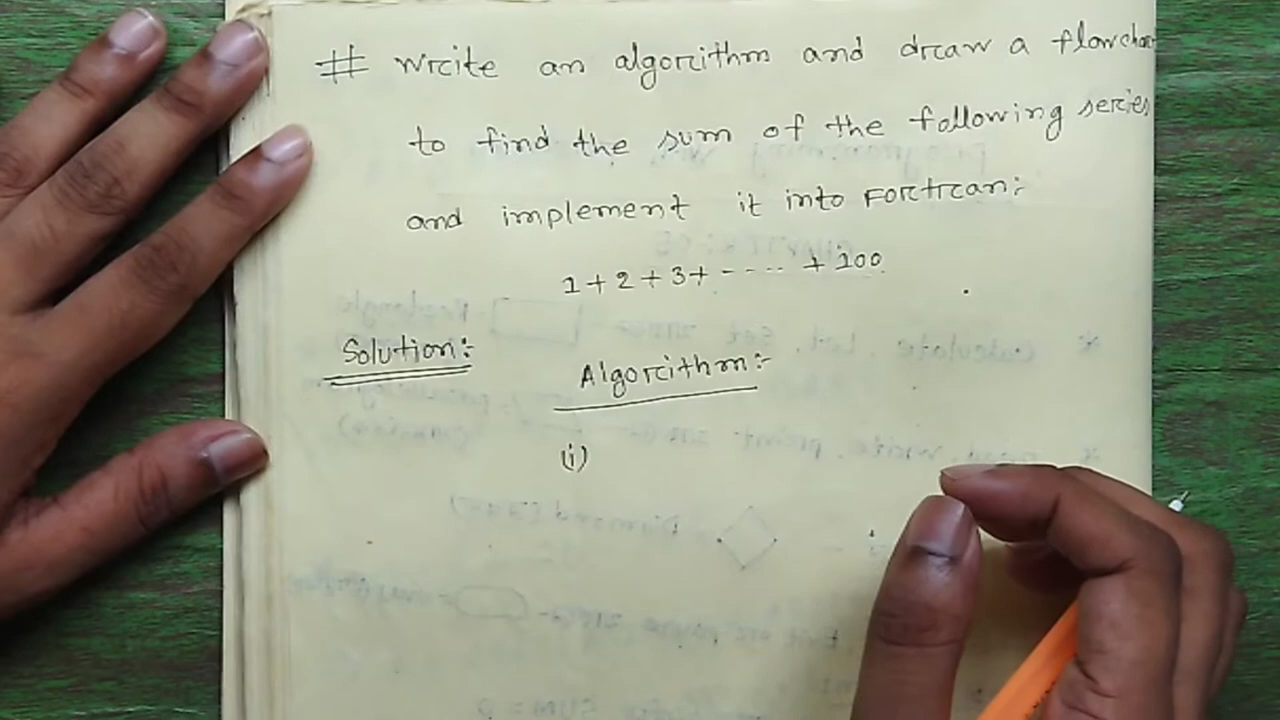 # write an algorithm and draw a flowchar
to find the sum of the following series
and implement it into Fortran:
1 + 2 + 3 + - - - - + 100
Solution:
Algorithm:-
(i)